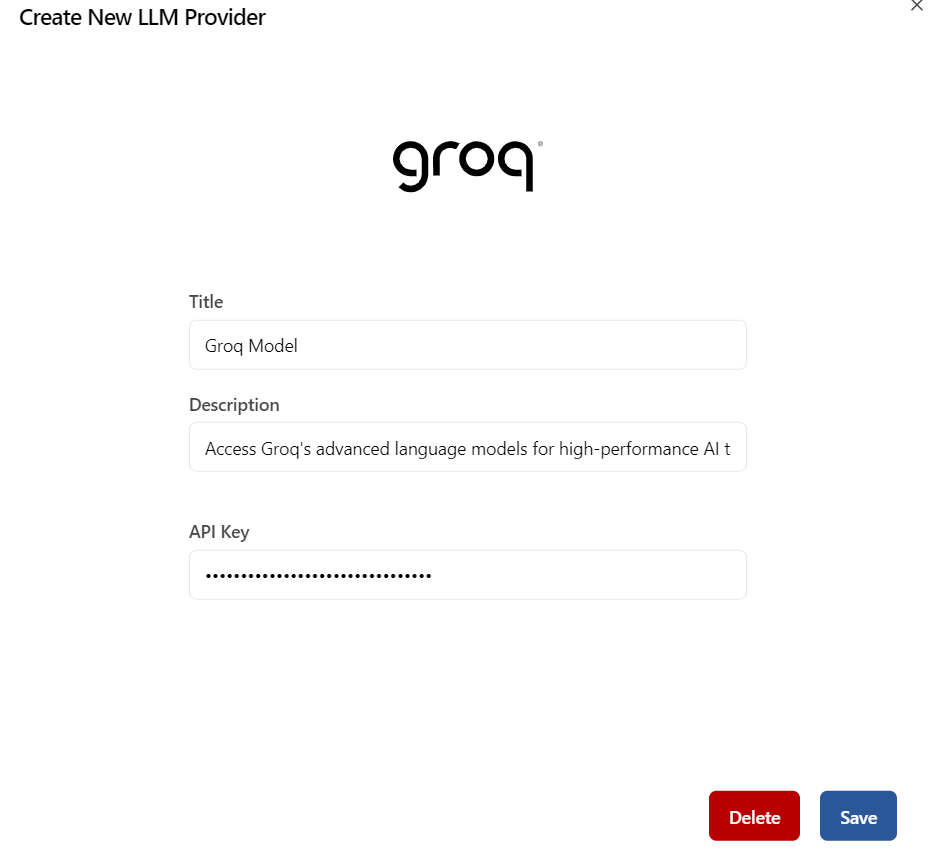 Create New LLM Provider
groq
Title
Groq Model
Description
Access Groq's advanced language models for high-performance AI t
API Key
••••••••••••••••••••••••••••••••
Delete
Save